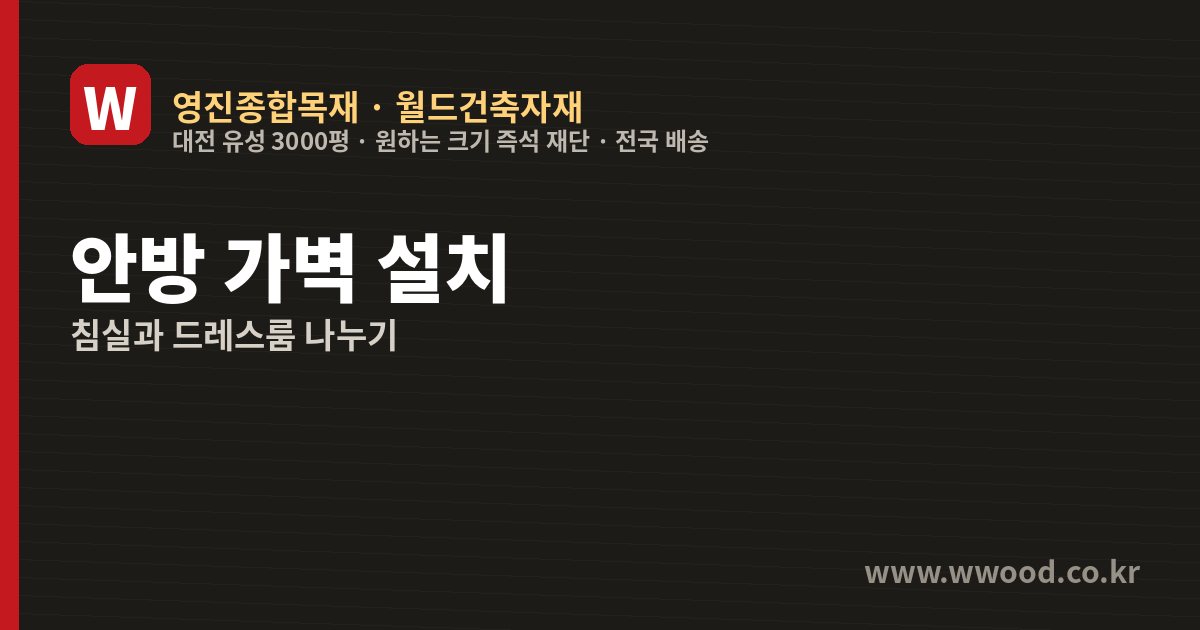 W
영진종합목재 · 월드건축자재
대전 유성 3000평 · 원하는 크기 즉석 재단 · 전국 배송
안방 가벽 설치
침실과 드레스룸 나누기
www.wwood.co.kr